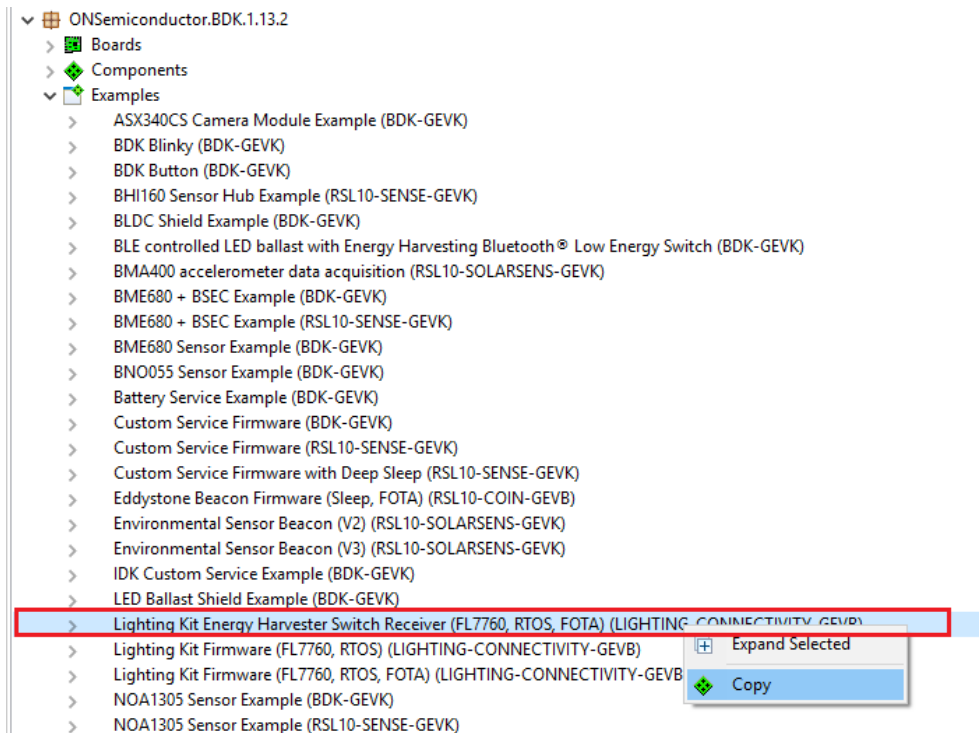 ONSemiconductor.BDK.1.13.2
Boards
Components
Examples
ASX340CS Camera Module Example (BDK-GEVK)
BDK Blinky (BDK-GEVK)
BDK Button (BDK-GEVK)
BHI160 Sensor Hub Example (RSL10-SENSE-GEVK)
BLDC Shield Example (BDK-GEVK)
BLE controlled LED ballast with Energy Harvesting Bluetooth® Low Energy Switch (BDK-GEVK)
BMA400 accelerometer data acquisition (RSL10-SOLARSENS-GEVK)
BME680 + BSEC Example (BDK-GEVK)
BME680 + BSEC Example (RSL10-SENSE-GEVK)
BME680 Sensor Example (BDK-GEVK)
BNO055 Sensor Example (BDK-GEVK)
Battery Service Example (BDK-GEVK)
Custom Service Firmware (BDK-GEVK)
Custom Service Firmware (RSL10-SENSE-GEVK)
Custom Service Firmware with Deep Sleep (RSL10-SENSE-GEVK)
Eddystone Beacon Firmware (Sleep, FOTA) (RSL10-COIN-GEVB)
Environmental Sensor Beacon (V2) (RSL10-SOLARSENS-GEVK)
Environmental Sensor Beacon (V3) (RSL10-SOLARSENS-GEVK)
IDK Custom Service Example (BDK-GEVK)
LED Ballast Shield Example (BDK-GEVK)
Lighting Kit Energy Harvester Switch Receiver (FL7760, RTOS, FOTA) (LIGHTING-CONNECTIVITY-GEVB)
Expand Selected
Lighting Kit Firmware (FL7760, RTOS) (LIGHTING-CONNECTIVITY-GEVB)
Lighting Kit Firmware (FL7760, RTOS, FOTA) (LIGHTING-CONNECTIVITY-GEVB
Copy
NOA1305 Sensor Example (BDK-GEVK)
NOA1305 Sensor Example (RSL10-SENSE-GEVK)